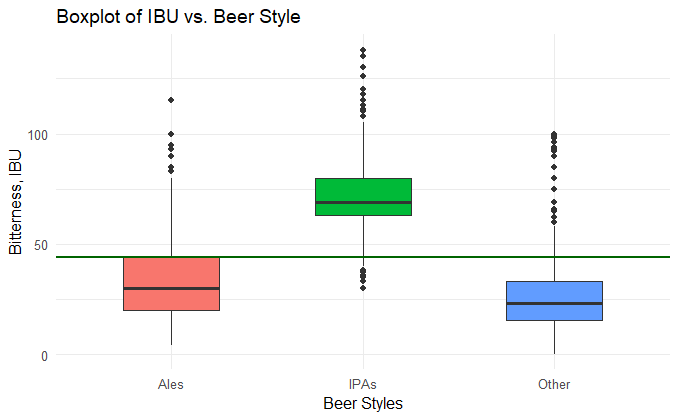 Boxplot of IBU vs. Beer Style
Bitterness, IBU
100
50
0
Ales
IPAs
Other
Beer Styles